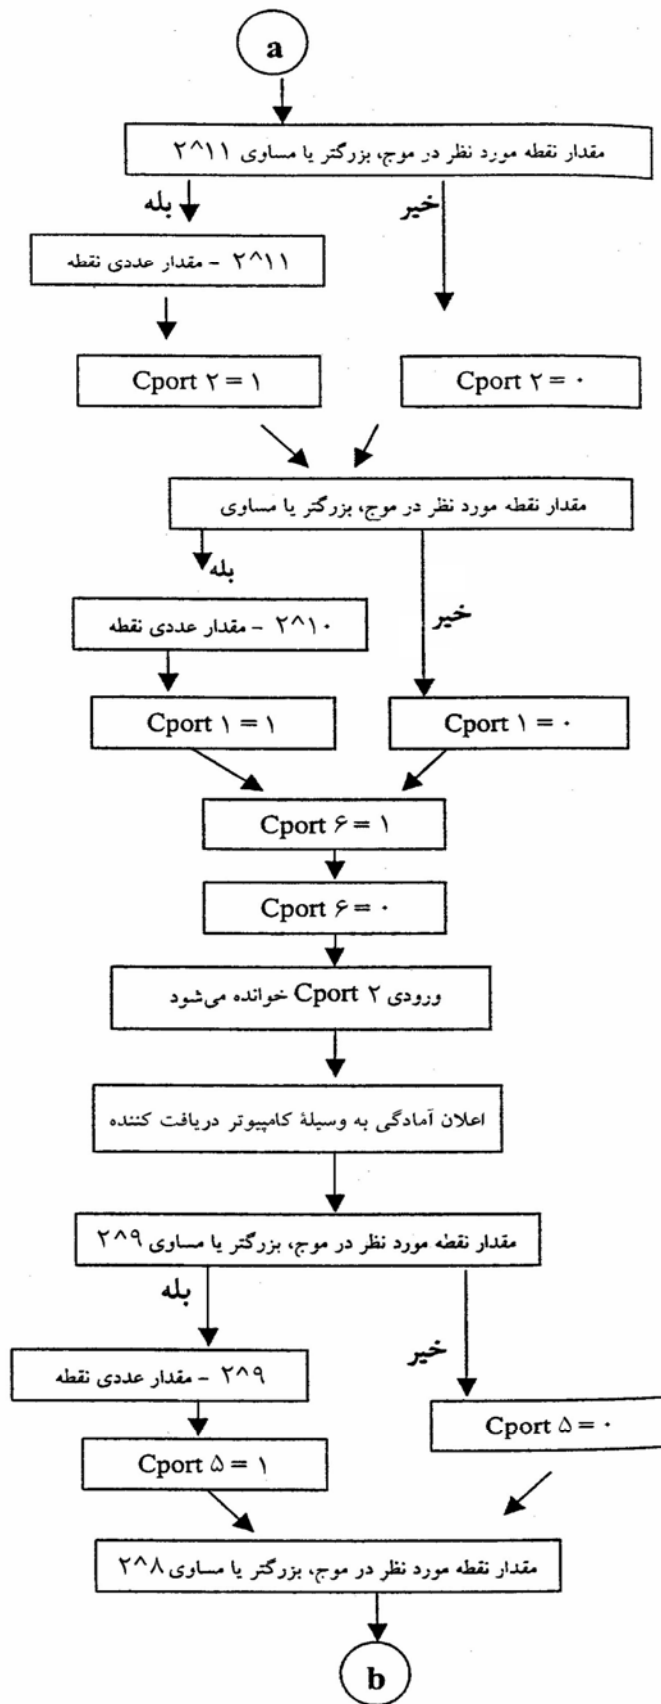 a
مقدار نقطه مورد نظر در موج، بزرگتر یا مساوی ۲^۱۱
بله
خیر
۲^۱۱ - مقدار عددی نقطه
Cport ۲ = ۱
Cport ۲ = ۰
مقدار نقطه مورد نظر در موج، بزرگتر یا مساوی
بله
خیر
۲^۱۰ - مقدار عددی نقطه
Cport ۱ = ۱
Cport ۱ = ۰
Cport ۶ = ۱
Cport ۶ = ۰
ورودی Cport ۲ خوانده می‌شود
اعلان آمادگی به وسیلهٔ کامپیوتر دریافت کننده
مقدار نقطه مورد نظر در موج، بزرگتر یا مساوی ۲^۹
بله
خیر
۲^۹ - مقدار عددی نقطه
Cport ۵ = ۰
Cport ۵ = ۱
مقدار نقطه مورد نظر در موج، بزرگتر یا مساوی ۲^۸
b